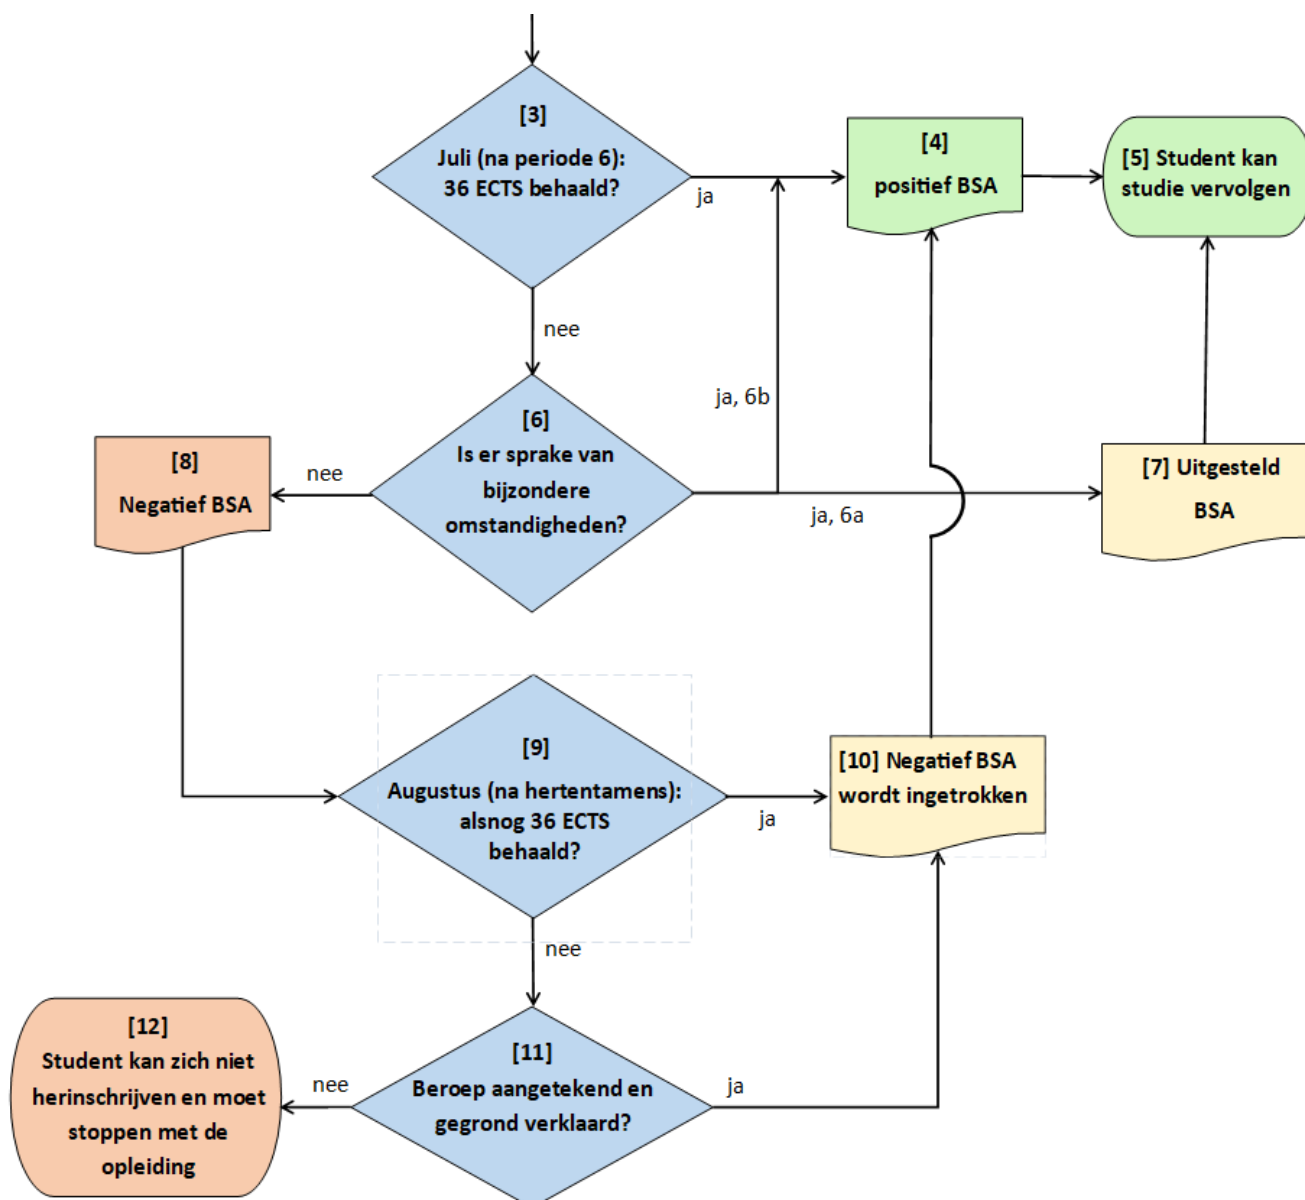 [3]
Juli (na periode 6):
36 ECTS behaald?
ja
[4]
positief BSA
[5] Student kan
studie vervolgen
nee
ja, 6b
[6]
Is er sprake van
bijzondere
omstandigheden?
nee
[8]
Negatief BSA
ja, 6a
[7] Uitgesteld
BSA
[9]
Augustus (na hertentamens):
alsnog 36 ECTS
behaald?
ja
[10] Negatief BSA
wordt ingetrokken
nee
[11]
Beroep aangetekend en
gegrond verklaard?
ja
nee
[12]
Student kan zich niet
herinschrijven en moet
stoppen met de
opleiding